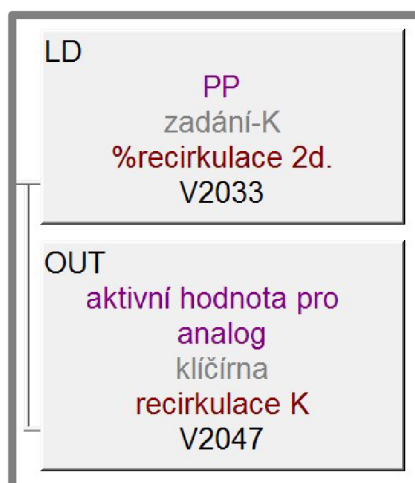 LD
PP
zadání-K
%recirkulace 2d.
V2033
OUT
aktivní hodnota pro
analog
klíčírna
recirkulace K
V2047